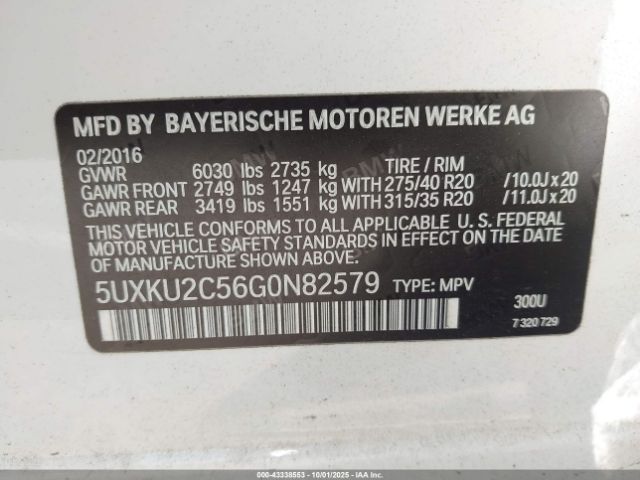 MFD BY BAYERISCHE MOTOREN WERKE AG
02/2016
GVWR 6030 lbs 2735 kg TIRE / RIM
GAWR FRONT 2749 lbs 1247 kg WITH 275/40 R20 /10.0J x 20
GAWR REAR 3419 lbs 1551 kg WITH 315/35 R20 /11.0J x 20
THIS VEHICLE CONFORMS TO ALL APPLICABLE U. S. FEDERAL
MOTOR VEHICLE SAFETY STANDARDS IN EFFECT ON THE DATE
OF MANUFACTURE SHOWN ABOVE.
5UXKU2C56G0N82579 TYPE: MPV
300U
7 320 729
000-43338553 | 10/01/2025 | IAA Inc.